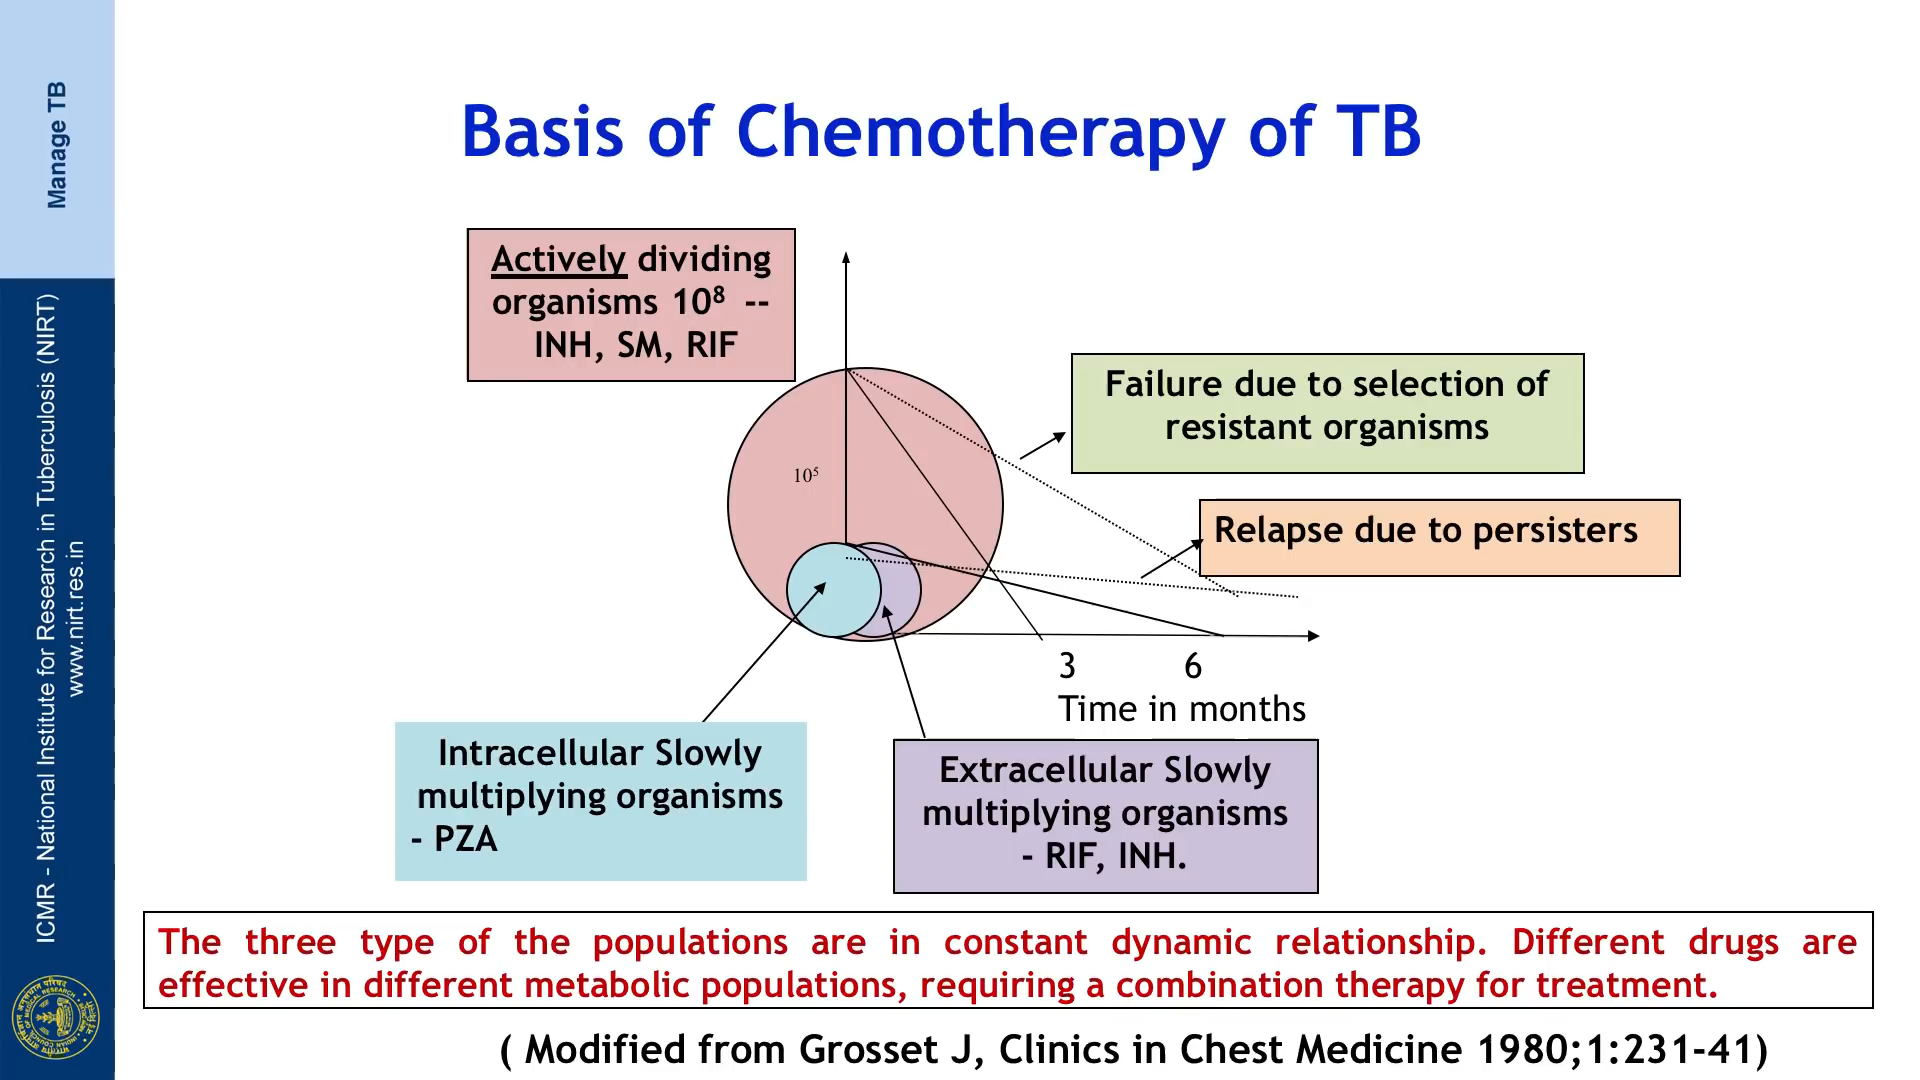 Manage TB
ICMR - National Institute for Research in Tuberculosis (NIRT)
www.nirt.res.in
Basis of Chemotherapy of TB
Actively dividing
organisms 10⁸ --
INH, SM, RIF
Failure due to selection of
resistant organisms
10⁵
Relapse due to persisters
3 6
Time in months
Intracellular Slowly
multiplying organisms
- PZA
Extracellular Slowly
multiplying organisms
- RIF, INH.
The three type of the populations are in constant dynamic relationship. Different drugs are
effective in different metabolic populations, requiring a combination therapy for treatment.
( Modified from Grosset J, Clinics in Chest Medicine 1980;1:231-41)